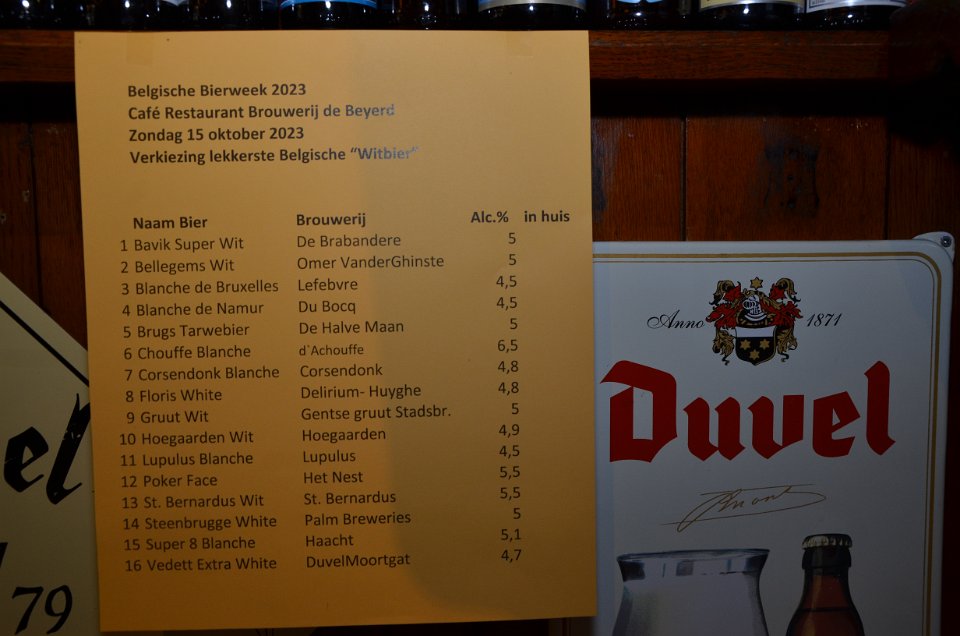 Belgische Bierweek 2023
Café Restaurant Brouwerij de Beyerd
Zondag 15 oktober 2023
Verkiezing lekkerste Belgische “Witbier”
Naam Bier Brouwerij Alc.% in huis
1 Bavik Super Wit De Brabandere 5
2 Bellegems Wit Omer VanderGhinste 5
3 Blanche de Bruxelles Lefebvre 4,5
4 Blanche de Namur Du Bocq 4,5
5 Brugs Tarwebier De Halve Maan 5
6 Chouffe Blanche d´Achouffe 6,5
7 Corsendonk Blanche Corsendonk 4,8
8 Floris White Delirium- Huyghe 4,8
9 Gruut Wit Gentse gruut Stadsbr. 5
10 Hoegaarden Wit Hoegaarden 4,9
11 Lupulus Blanche Lupulus 4,5
12 Poker Face Het Nest 5,5
13 St. Bernardus Wit St. Bernardus 5,5
14 Steenbrugge White Palm Breweries 5
15 Super 8 Blanche Haacht 5,1
16 Vedett Extra White DuvelMoortgat 4,7
Anno 1871
Duvel
el
79